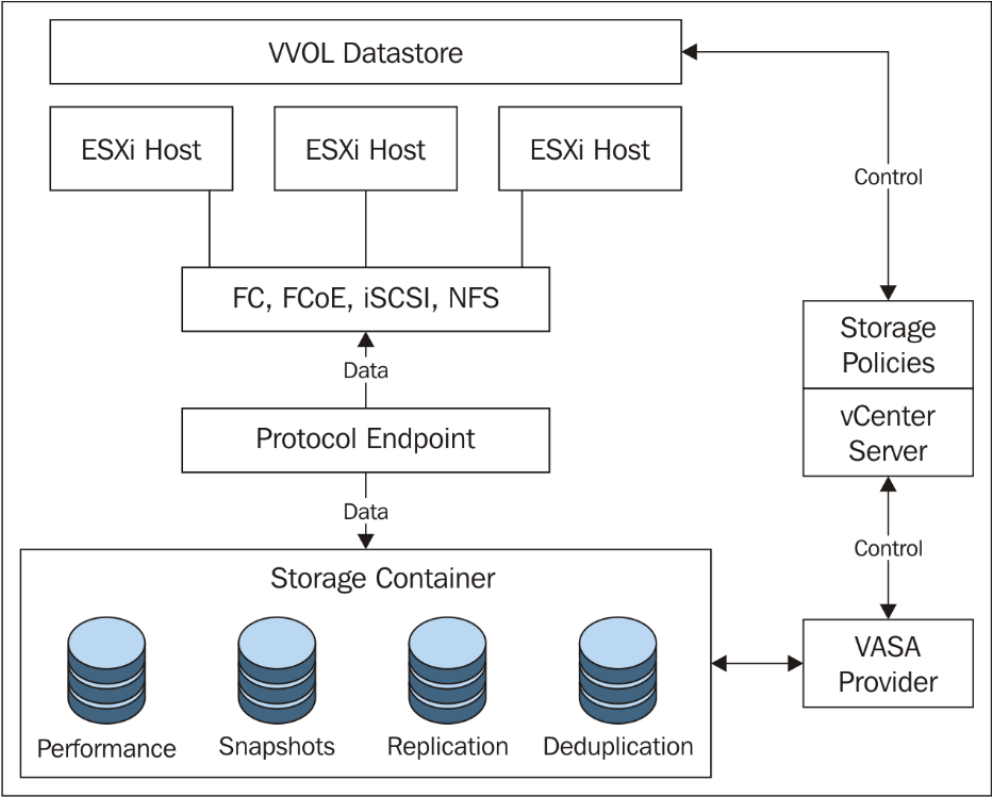 VVOL Datastore
ESXi Host
ESXi Host
ESXi Host
Control
FC, FCoE, iSCSI, NFS
Storage
Policies
Data
vCenter
Server
Protocol Endpoint
Data
Control
Storage Container
VASA
Provider
Performance
Snapshots
Replication
Deduplication